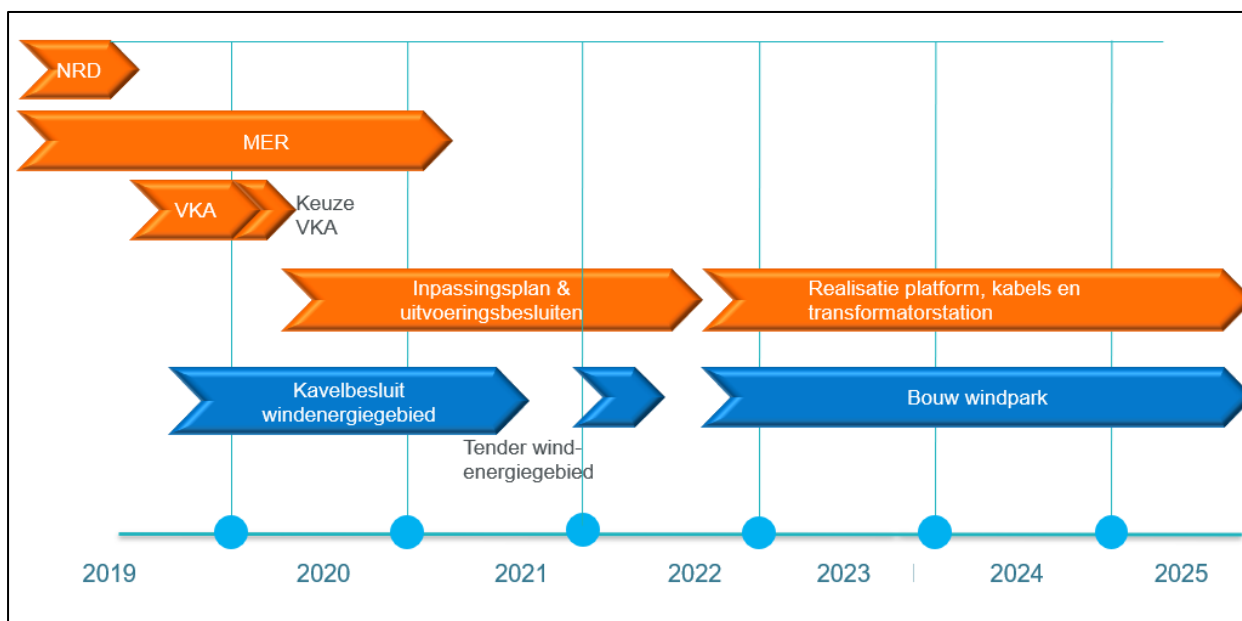 NRD
MER
VKA
Keuze
VKA
Inpassingsplan &
uitvoeringsbesluiten
Realisatie platform, kabels en
transformatorstation
Kavelbesluit
windenergiegebied
Bouw windpark
Tender wind-
energiegebied
2019
2020
2021
2022
2023
2024
2025